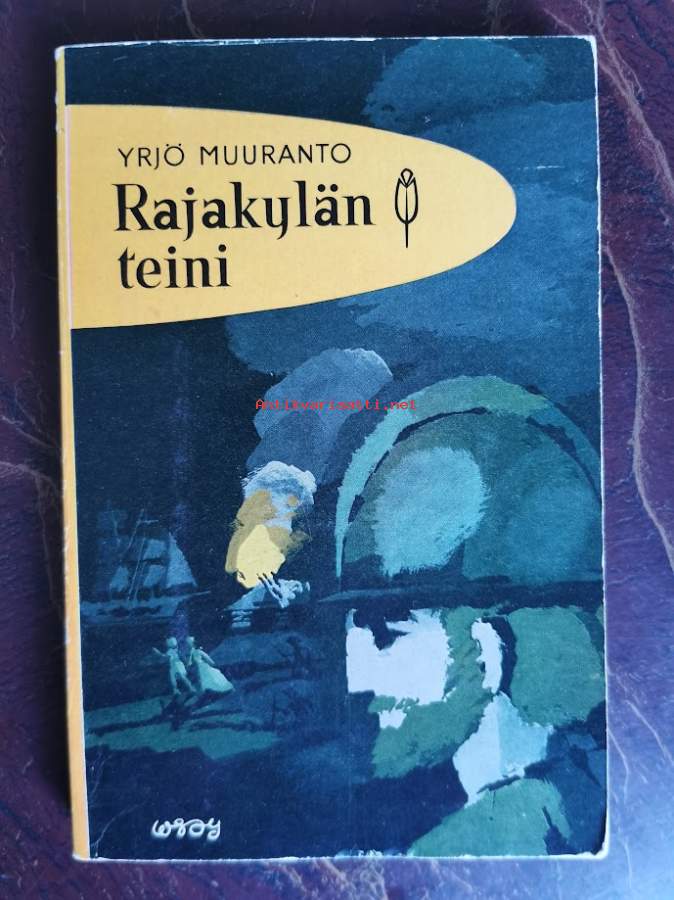 YRJÖ MUURANTO
Rajakylän
teini
Antikvariaatti.net
wsoy